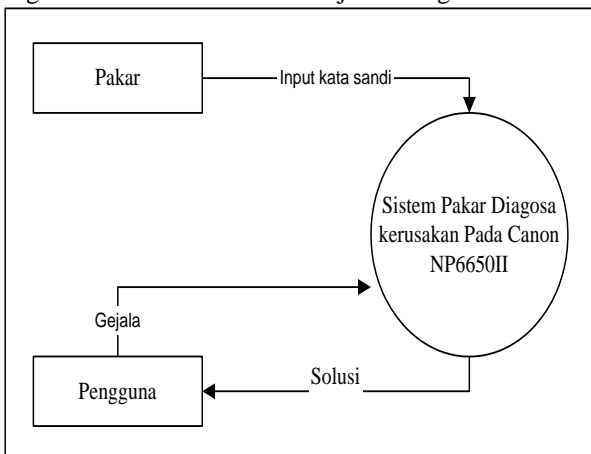 Pakar
Input kata sandi
Sistem Pakar Diagosa
kerusakan Pada Canon
NP6650II
Gejala
Pengguna
Solusi